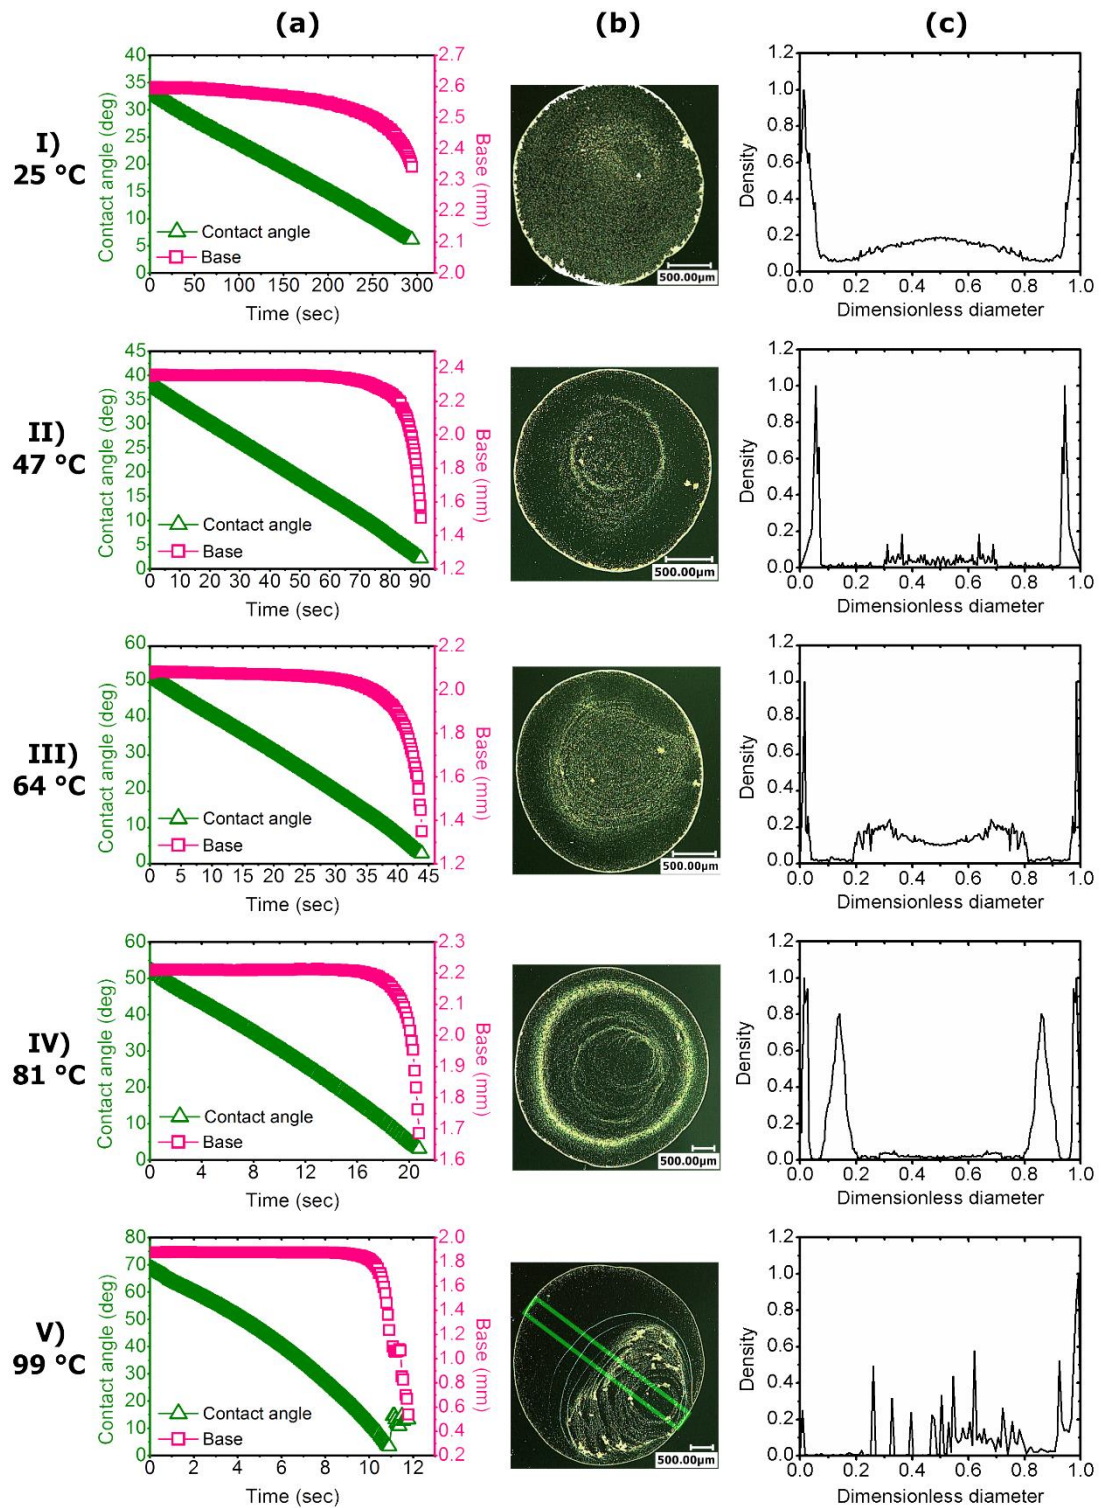 (a) (b) (c)
I)
25 °C
Contact angle (deg)
40
35
30
25
20
15
10
5
0
2.7
2.6
2.5
2.4
2.3
2.2
2.1
2.0
Base (mm)
Contact angle
Base
0 50 100 150 200 250 300
Time (sec)
500.00µm
Density
1.2
1.0
0.8
0.6
0.4
0.2
0.0
0.0 0.2 0.4 0.6 0.8 1.0
Dimensionless diameter
II)
47 °C
Contact angle (deg)
45
40
35
30
25
20
15
10
5
0
2.4
2.2
2.0
1.8
1.6
1.4
1.2
Base (mm)
Contact angle
Base
0 10 20 30 40 50 60 70 80 90
Time (sec)
500.00µm
Density
1.2
1.0
0.8
0.6
0.4
0.2
0.0
0.0 0.2 0.4 0.6 0.8 1.0
Dimensionless diameter
III)
64 °C
Contact angle (deg)
60
50
40
30
20
10
0
2.2
2.1
2.0
1.9
1.8
1.7
1.6
1.5
1.4
1.3
1.2
Base (mm)
Contact angle
Base
0 5 10 15 20 25 30 35 40 45
Time (sec)
500.00µm
Density
1.2
1.0
0.8
0.6
0.4
0.2
0.0
0.0 0.2 0.4 0.6 0.8 1.0
Dimensionless diameter
IV)
81 °C
Contact angle (deg)
60
50
40
30
20
10
0
2.3
2.2
2.1
2.0
1.9
1.8
1.7
1.6
Base (mm)
Contact angle
Base
0 4 8 12 16 20
Time (sec)
500.00µm
Density
1.2
1.0
0.8
0.6
0.4
0.2
0.0
0.0 0.2 0.4 0.6 0.8 1.0
Dimensionless diameter
V)
99 °C
Contact angle (deg)
80
70
60
50
40
30
20
10
0
2.0
1.8
1.6
1.4
1.2
1.0
0.8
0.6
0.4
0.2
Base (mm)
Contact angle
Base
0 2 4 6 8 10 12
Time (sec)
500.00µm
Density
1.2
1.0
0.8
0.6
0.4
0.2
0.0
0.0 0.2 0.4 0.6 0.8 1.0
Dimensionless diameter